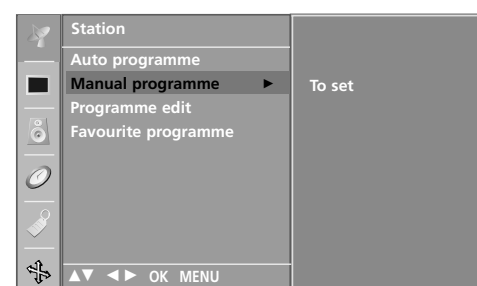 Station
Auto programme
Manual programme ►
To set
Programme edit
Favourite programme
▲▼ ◄► OK MENU